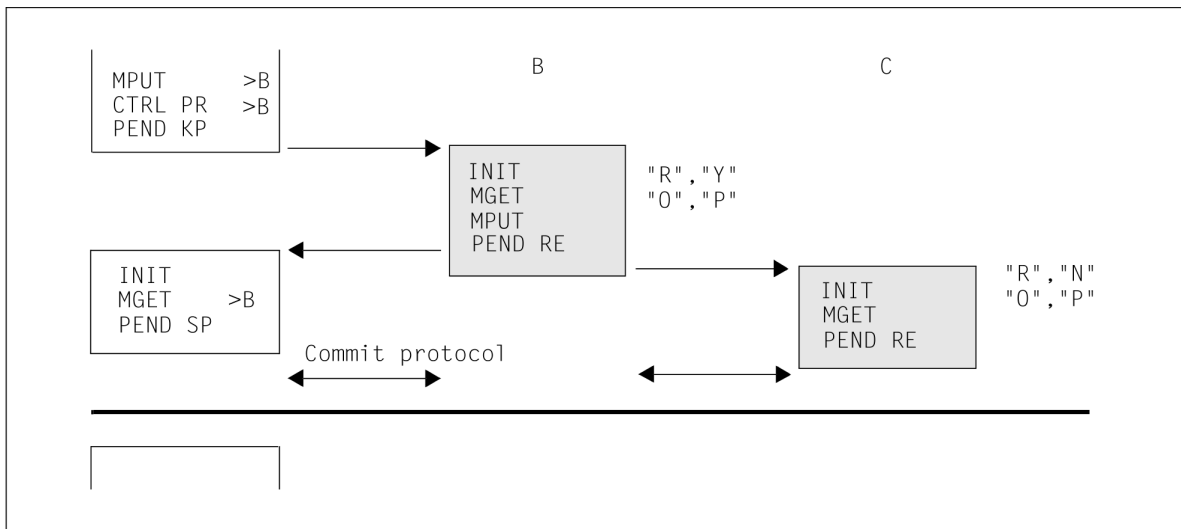 MPUT >B
CTRL PR >B
PEND KP
B
C
INIT
MGET
MPUT
PEND RE
"R","Y"
"O","P"
INIT
MGET >B
PEND SP
INIT
MGET
PEND RE
"R","N"
"O","P"
Commit protocol